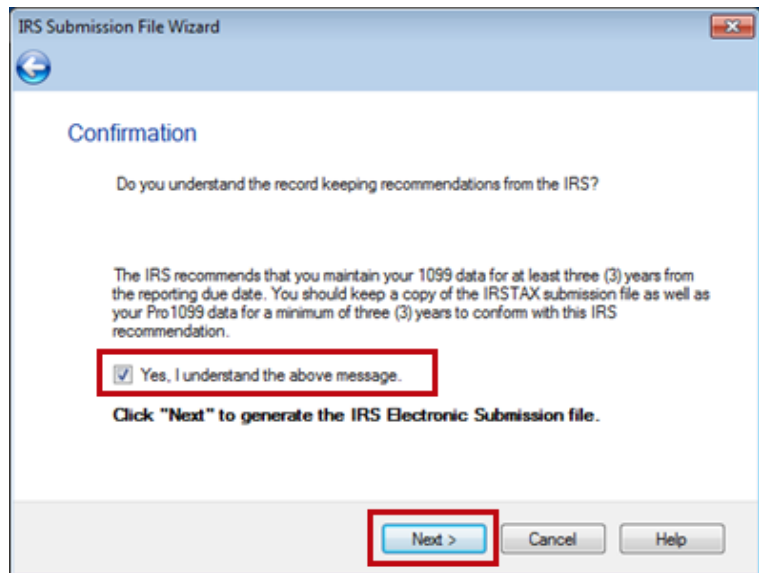 IRS Submission File Wizard
Confirmation
Do you understand the record keeping recommendations from the IRS?
The IRS recommends that you maintain your 1099 data for at least three (3) years from
the reporting due date. You should keep a copy of the IRSTAX submission file as well as
your Pro1099 data for a minimum of three (3) years to conform with this IRS
recommendation.
Yes, I understand the above message.
Click "Next" to generate the IRS Electronic Submission file.
Next > Cancel Help